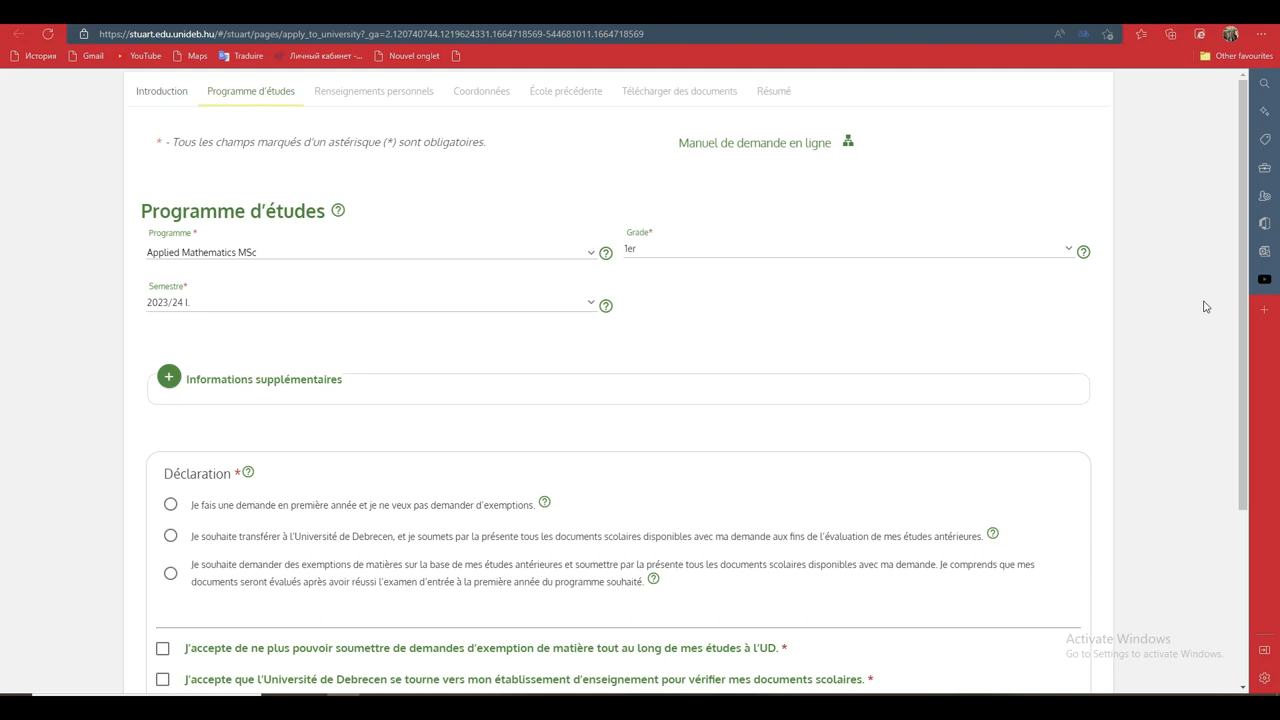 https://stuart.edu.unideb.hu/#/stuart/pages/apply_to_university?_ga=2.120740744.1219624331.1664718569-544681011.1664718569
История Gmail YouTube Maps Traduire Личный кабинет -... Nouvel onglet Other favourites
Introduction Programme d'études Renseignements personnels Coordonnées École précédente Télécharger des documents Résumé
* - Tous les champs marqués d'un astérisque (*) sont obligatoires. Manuel de demande en ligne
Programme d'études
Programme * Grade*
Applied Mathematics MSc 1er
Semestre*
2023/24 I.
Informations supplémentaires
Déclaration *
Je fais une demande en première année et je ne veux pas demander d'exemptions.
Je souhaite transférer à l'Université de Debrecen, et je soumets par la présente tous les documents scolaires disponibles avec ma demande aux fins de l'évaluation de mes études antérieures.
Je souhaite demander des exemptions de matières sur la base de mes études antérieures et soumettre par la présente tous les documents scolaires disponibles avec ma demande. Je comprends que mes
documents seront évalués après avoir réussi l'examen d'entrée à la première année du programme souhaité.
J'accepte de ne plus pouvoir soumettre de demandes d'exemption de matière tout au long de mes études à l'UD. *
J'accepte que l'Université de Debrecen se tourne vers mon établissement d'enseignement pour vérifier mes documents scolaires. *
Activate Windows
Go to Settings to activate Windows.